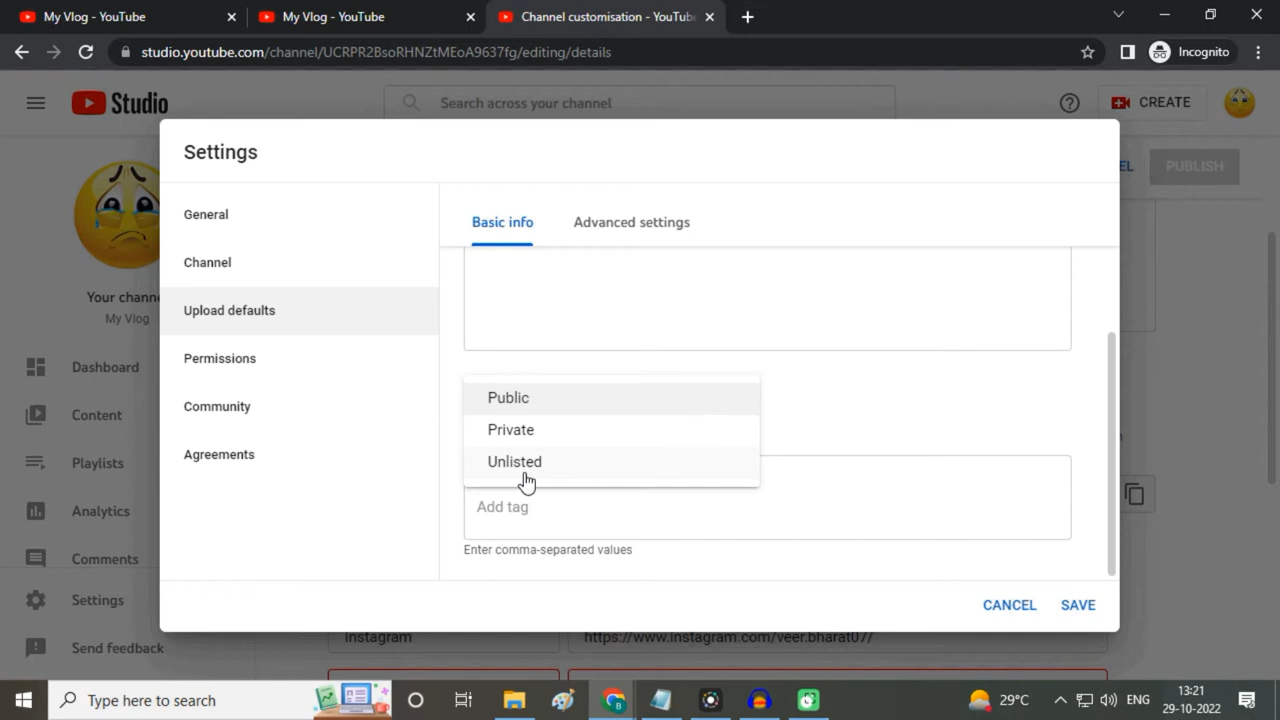 My Vlog - YouTube
My Vlog - YouTube
Channel customisation - YouTub
studio.youtube.com/channel/UCRPR2BsoRHNZtMEoA9637fg/editing/details
Incognito
Studio
Search across your channel
CREATE
Settings
EL
PUBLISH
General
Basic info
Advanced settings
Channel
Your chann
Upload defaults
My Vlog
Permissions
Dashboard
Public
Community
Content
Private
Agreements
Playlists
Unlisted
Analytics
Add tag
Comments
Enter comma-separated values
Settings
CANCEL
SAVE
Instagram
https://www.instagram.com/veer.bharat077
Send feedback
Type here to search
29°C
ENG
13:21
29-10-2022